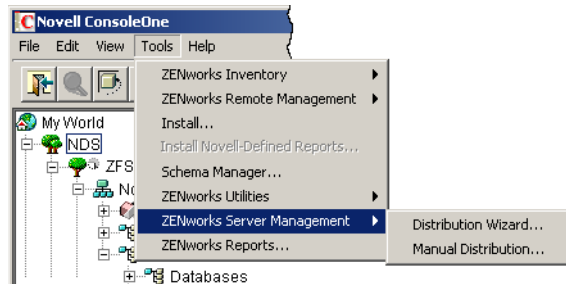 Novell ConsoleOne
File Edit View Tools Help
ZENworks Inventory
ZENworks Remote Management
Install...
Install Novell-Defined Reports...
Schema Manager...
ZENworks Utilities
ZENworks Server Management
ZENworks Reports...
Distribution Wizard...
Manual Distribution...
My World
NDS
ZFS
Databases